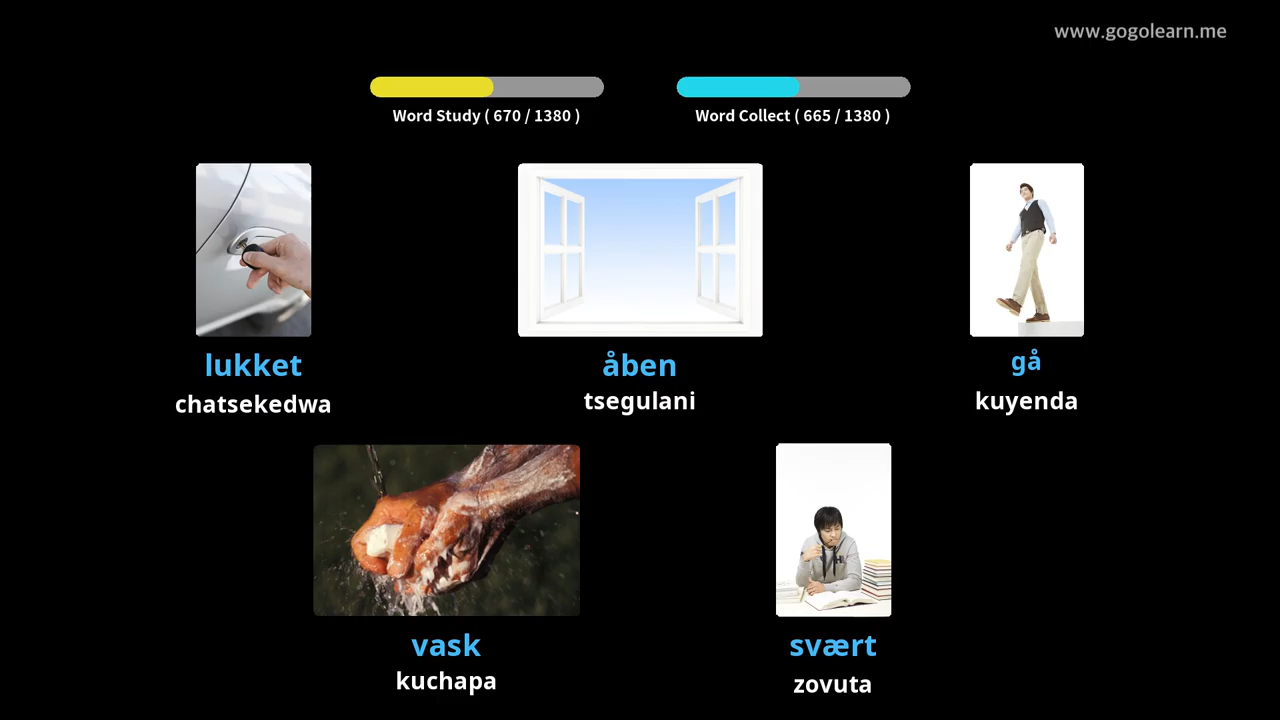 www.gogolearn.me
Word Study ( 670 / 1380 )
Word Collect ( 665 / 1380 )
lukket
chatsekedwa
åben
tsegulani
gå
kuyenda
vask
kuchapa
svært
zovuta